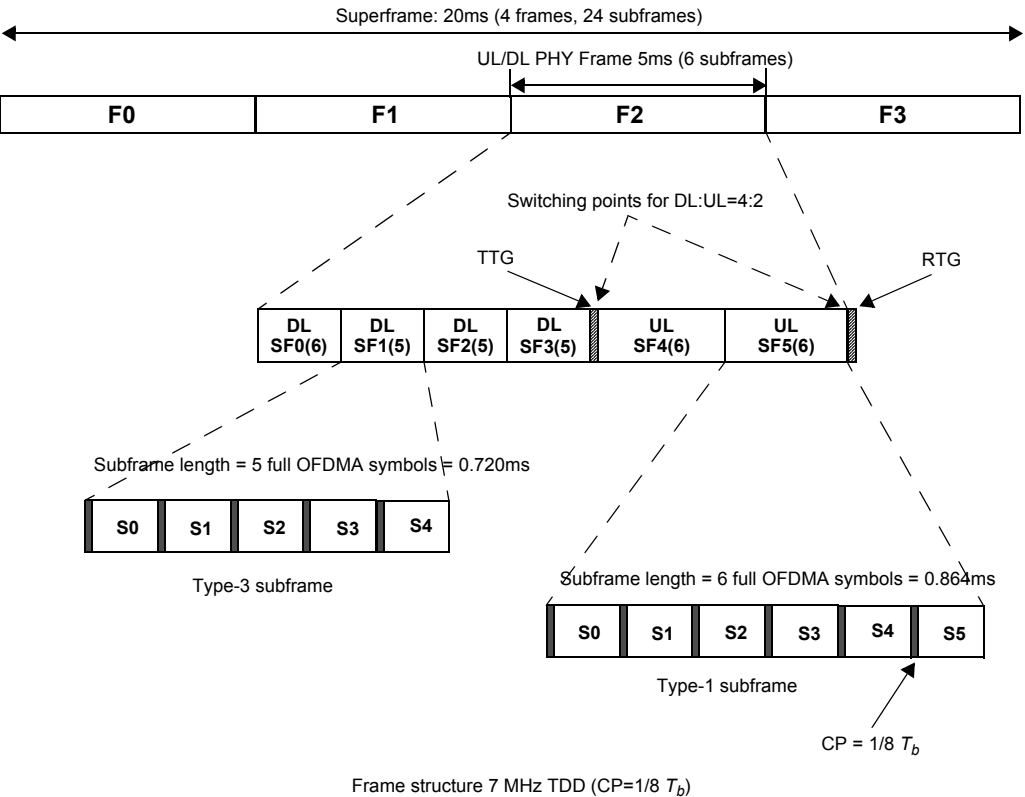 Superframe: 20ms (4 frames, 24 subframes)
UL/DL PHY Frame 5ms (6 subframes)
F0 F1 F2 F3
Switching points for DL:UL=4:2
TTG
RTG
DL DL DL DL UL UL
SF0(6) SF1(5) SF2(5) SF3(5) SF4(6) SF5(6)
Subframe length = 5 full OFDMA symbols = 0.720ms
S0 S1 S2 S3 S4
Type-3 subframe
Subframe length = 6 full OFDMA symbols = 0.864ms
S0 S1 S2 S3 S4 S5
Type-1 subframe
CP = 1/8 T_b
Frame structure 7 MHz TDD (CP=1/8 T_b)